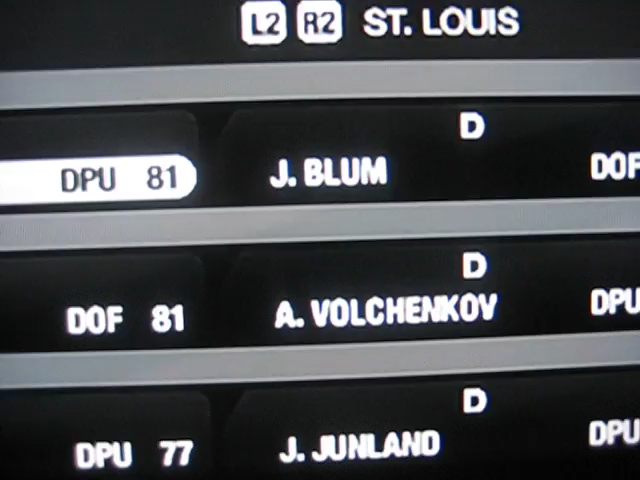 L2 R2 ST. LOUIS
D
DPU 81 J. BLUM DOF
D
DOF 81 A. VOLCHENKOV DPU
D
DPU 77 J. JUNLAND DPU